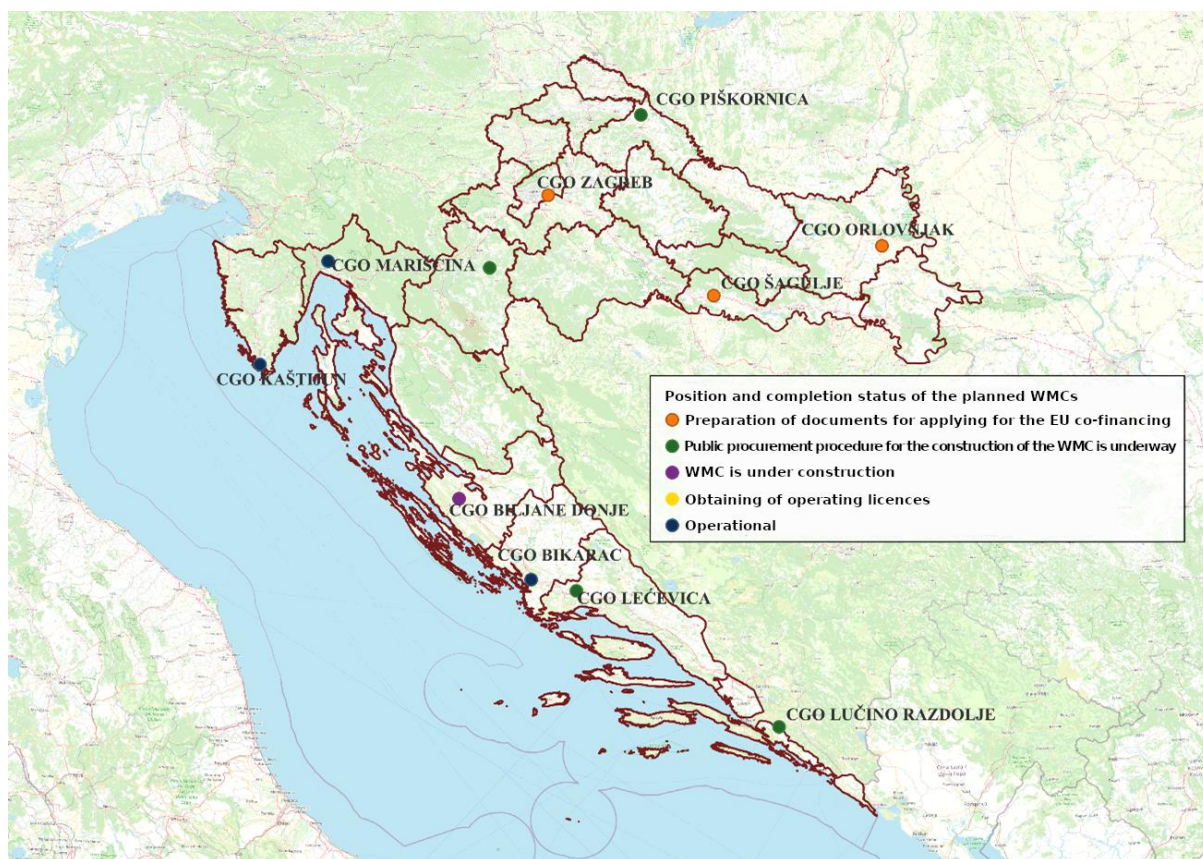 CGO PIŠKORNICA
CGO ZAGREB
CGO ORLOVŠNJAK
CGO MARIŠĆINA
CGO ŠAGULJE
CGO KAŠTIJUN
Position and completion status of the planned WMCs
Preparation of documents for applying for the EU co-financing
Public procurement procedure for the construction of the WMC is underway
WMC is under construction
Obtaining of operating licences
Operational
CGO BILJANE DONJE
CGO BIKARAC
CGO LEĆEVICA
CGO LUČINO RAZDOLJE